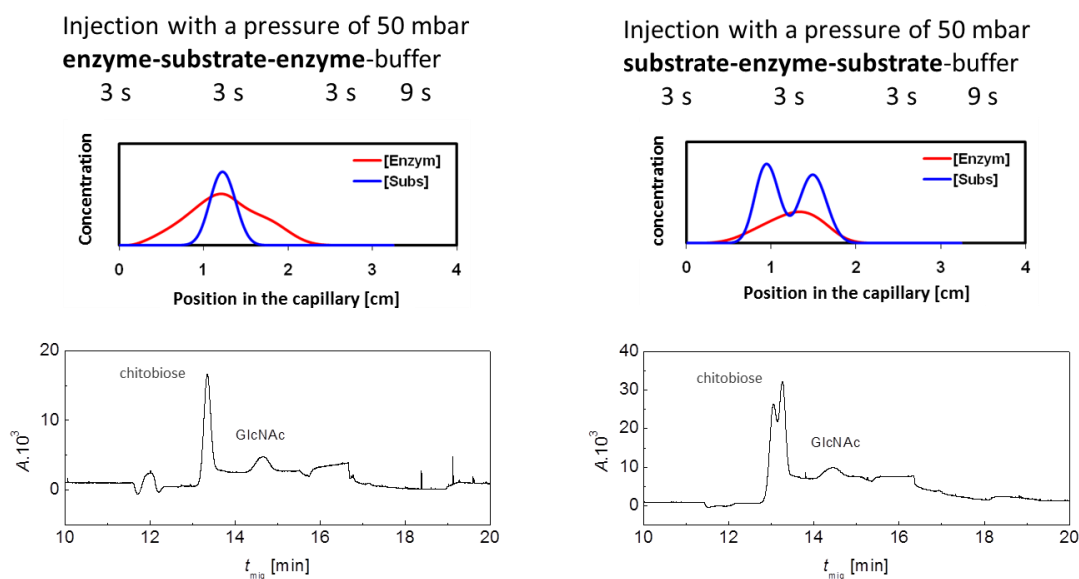 Injection with a pressure of 50 mbar
enzyme-substrate-enzyme-buffer
3 s 3 s 3 s 9 s
Concentration
[Enzym]
[Subs]
0 1 2 3 4
Position in the capillary [cm]
20
10
0
A.10³
chitobiose
GlcNAc
10 12 14 16 18 20
t mig [min]
Injection with a pressure of 50 mbar
substrate-enzyme-substrate-buffer
3 s 3 s 3 s 9 s
concentration
[Enzym]
[Subs]
0 1 2 3 4
Position in the capillary [cm]
40
30
20
10
0
A.10³
chitobiose
GlcNAc
10 12 14 16 18 20
t mig [min]